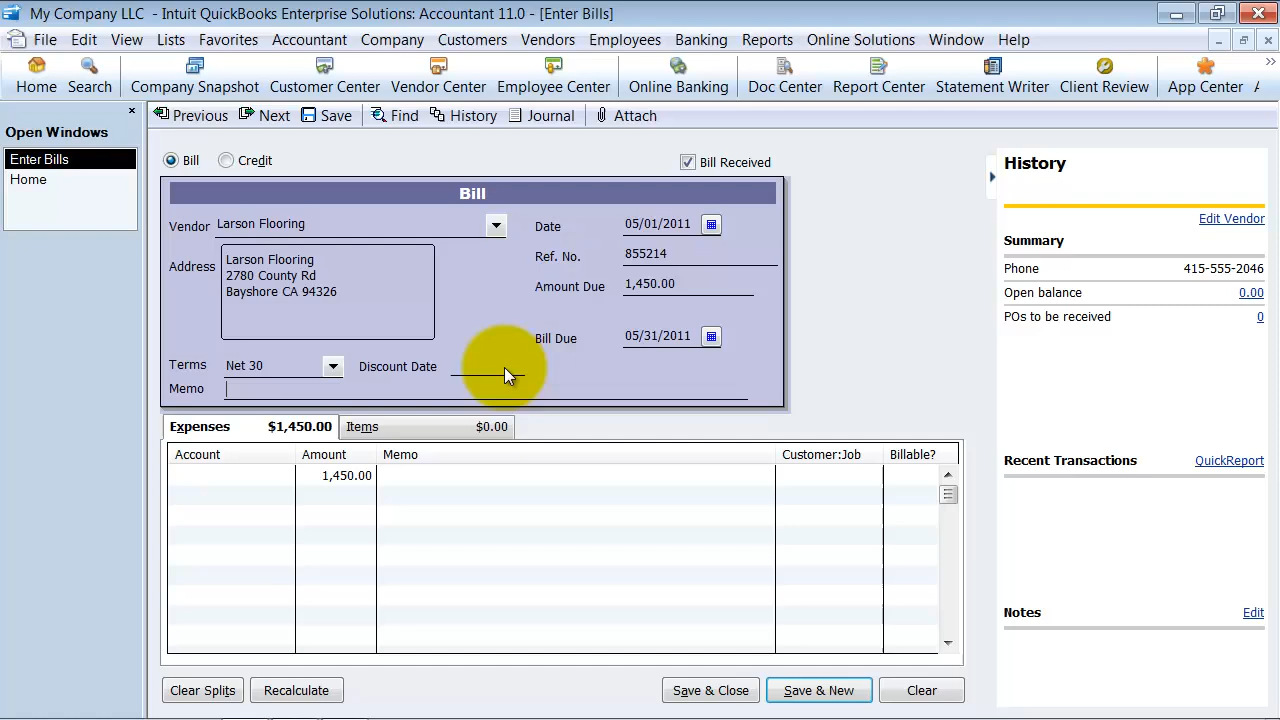 My Company LLC - Intuit QuickBooks Enterprise Solutions: Accountant 11.0 - [Enter Bills]
File Edit View Lists Favorites Accountant Company Customers Vendors Employees Banking Reports Online Solutions Window Help
Home Search Company Snapshot Customer Center Vendor Center Employee Center Online Banking Doc Center Report Center Statement Writer Client Review App Center
Open Windows
Enter Bills
Home
Previous Next Save Find History Journal Attach
Bill Credit Bill Received
Bill
Vendor Larson Flooring Date 05/01/2011
Address Larson Flooring
2780 County Rd
Bayshore CA 94326
Ref. No. 855214
Amount Due 1,450.00
Bill Due 05/31/2011
Terms Net 30 Discount Date
Memo
Expenses $1,450.00 Items $0.00
Account Amount Memo Customer:Job Billable?
1,450.00
Clear Splits Recalculate Save & Close Save & New Clear
History
Edit Vendor
Summary
Phone 415-555-2046
Open balance 0.00
POs to be received 0
Recent Transactions QuickReport
Notes Edit